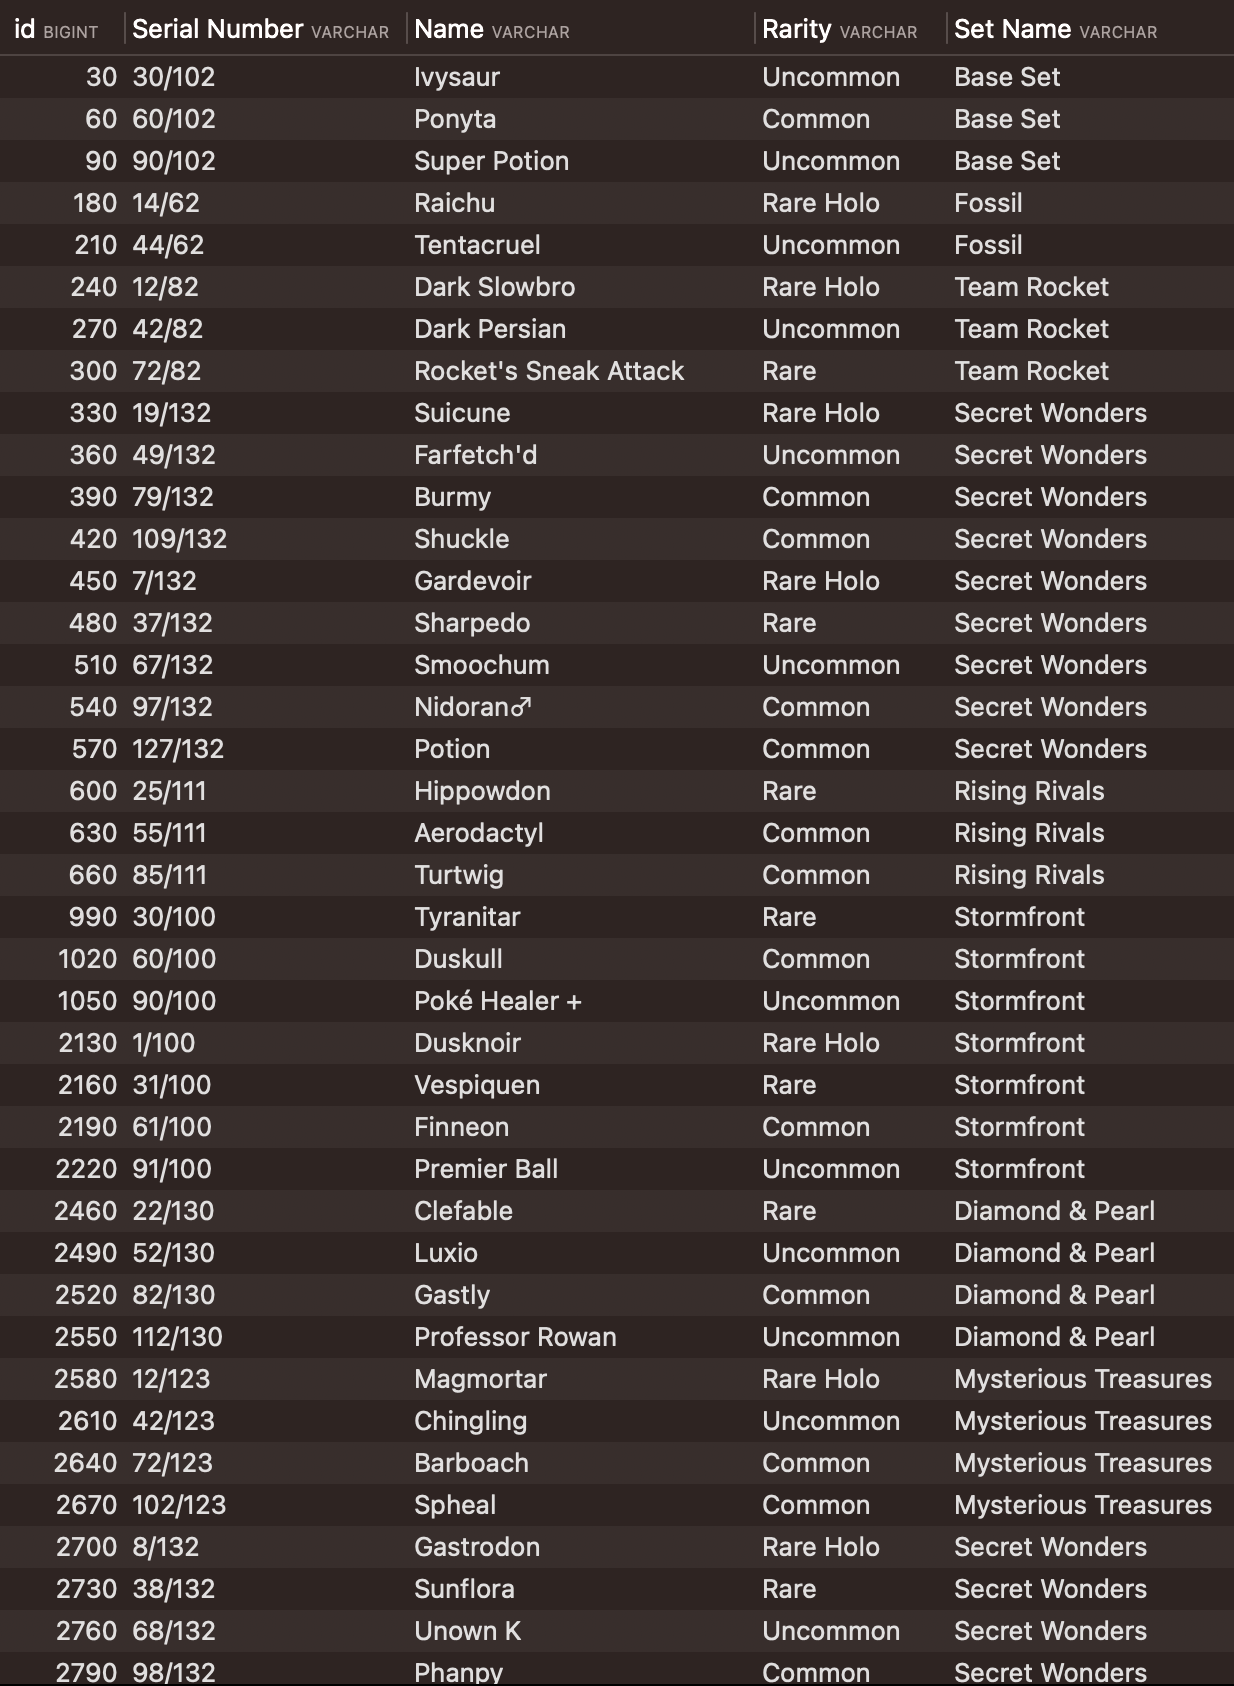 id BIGINT Serial Number VARCHAR Name VARCHAR Rarity VARCHAR Set Name VARCHAR
30 30/102 Ivysaur Uncommon Base Set
60 60/102 Ponyta Common Base Set
90 90/102 Super Potion Uncommon Base Set
180 14/62 Raichu Rare Holo Fossil
210 44/62 Tentacruel Uncommon Fossil
240 12/82 Dark Slowbro Rare Holo Team Rocket
270 42/82 Dark Persian Uncommon Team Rocket
300 72/82 Rocket's Sneak Attack Rare Team Rocket
330 19/132 Suicune Rare Holo Secret Wonders
360 49/132 Farfetch'd Uncommon Secret Wonders
390 79/132 Burmy Common Secret Wonders
420 109/132 Shuckle Common Secret Wonders
450 7/132 Gardevoir Rare Holo Secret Wonders
480 37/132 Sharpedo Rare Secret Wonders
510 67/132 Smoochum Uncommon Secret Wonders
540 97/132 Nidoran♂ Common Secret Wonders
570 127/132 Potion Common Secret Wonders
600 25/111 Hippowdon Rare Rising Rivals
630 55/111 Aerodactyl Common Rising Rivals
660 85/111 Turtwig Common Rising Rivals
990 30/100 Tyranitar Rare Stormfront
1020 60/100 Duskull Common Stormfront
1050 90/100 Poké Healer + Uncommon Stormfront
2130 1/100 Dusknoir Rare Holo Stormfront
2160 31/100 Vespiquen Rare Stormfront
2190 61/100 Finneon Common Stormfront
2220 91/100 Premier Ball Uncommon Stormfront
2460 22/130 Clefable Rare Diamond & Pearl
2490 52/130 Luxio Uncommon Diamond & Pearl
2520 82/130 Gastly Common Diamond & Pearl
2550 112/130 Professor Rowan Uncommon Diamond & Pearl
2580 12/123 Magmortar Rare Holo Mysterious Treasures
2610 42/123 Chingling Uncommon Mysterious Treasures
2640 72/123 Barboach Common Mysterious Treasures
2670 102/123 Spheal Common Mysterious Treasures
2700 8/132 Gastrodon Rare Holo Secret Wonders
2730 38/132 Sunflora Rare Secret Wonders
2760 68/132 Unown K Uncommon Secret Wonders
2790 98/132 Phanpy Common Secret Wonders